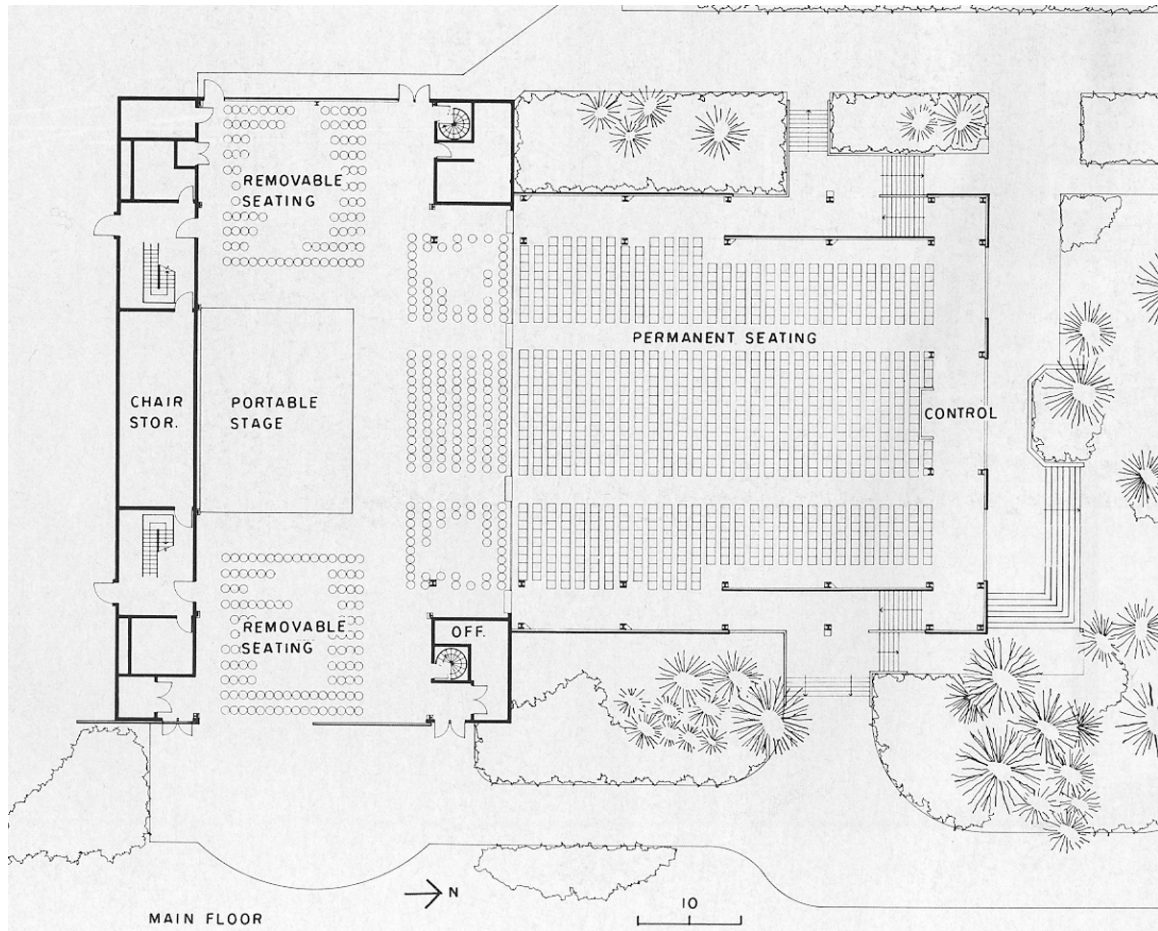 REMOVABLE
SEATING
PERMANENT SEATING
CHAIR
STOR.
PORTABLE
STAGE
CONTROL
REMOVABLE
SEATING
OFF.
N
10
MAIN FLOOR